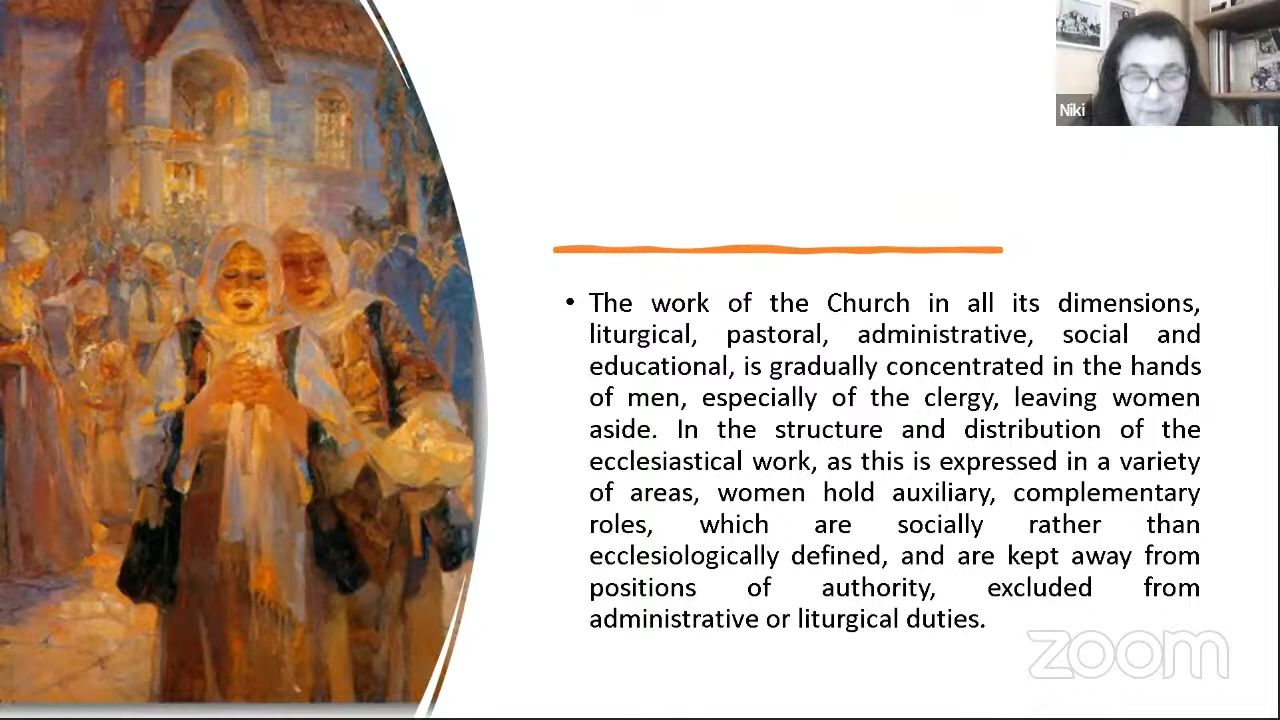 Niki
• The work of the Church in all its dimensions,
liturgical, pastoral, administrative, social and
educational, is gradually concentrated in the hands
of men, especially of the clergy, leaving women
aside. In the structure and distribution of the
ecclesiastical work, as this is expressed in a variety
of areas, women hold auxiliary, complementary
roles, which are socially rather than
ecclesiologically defined, and are kept away from
positions of authority, excluded from
administrative or liturgical duties.
zoom